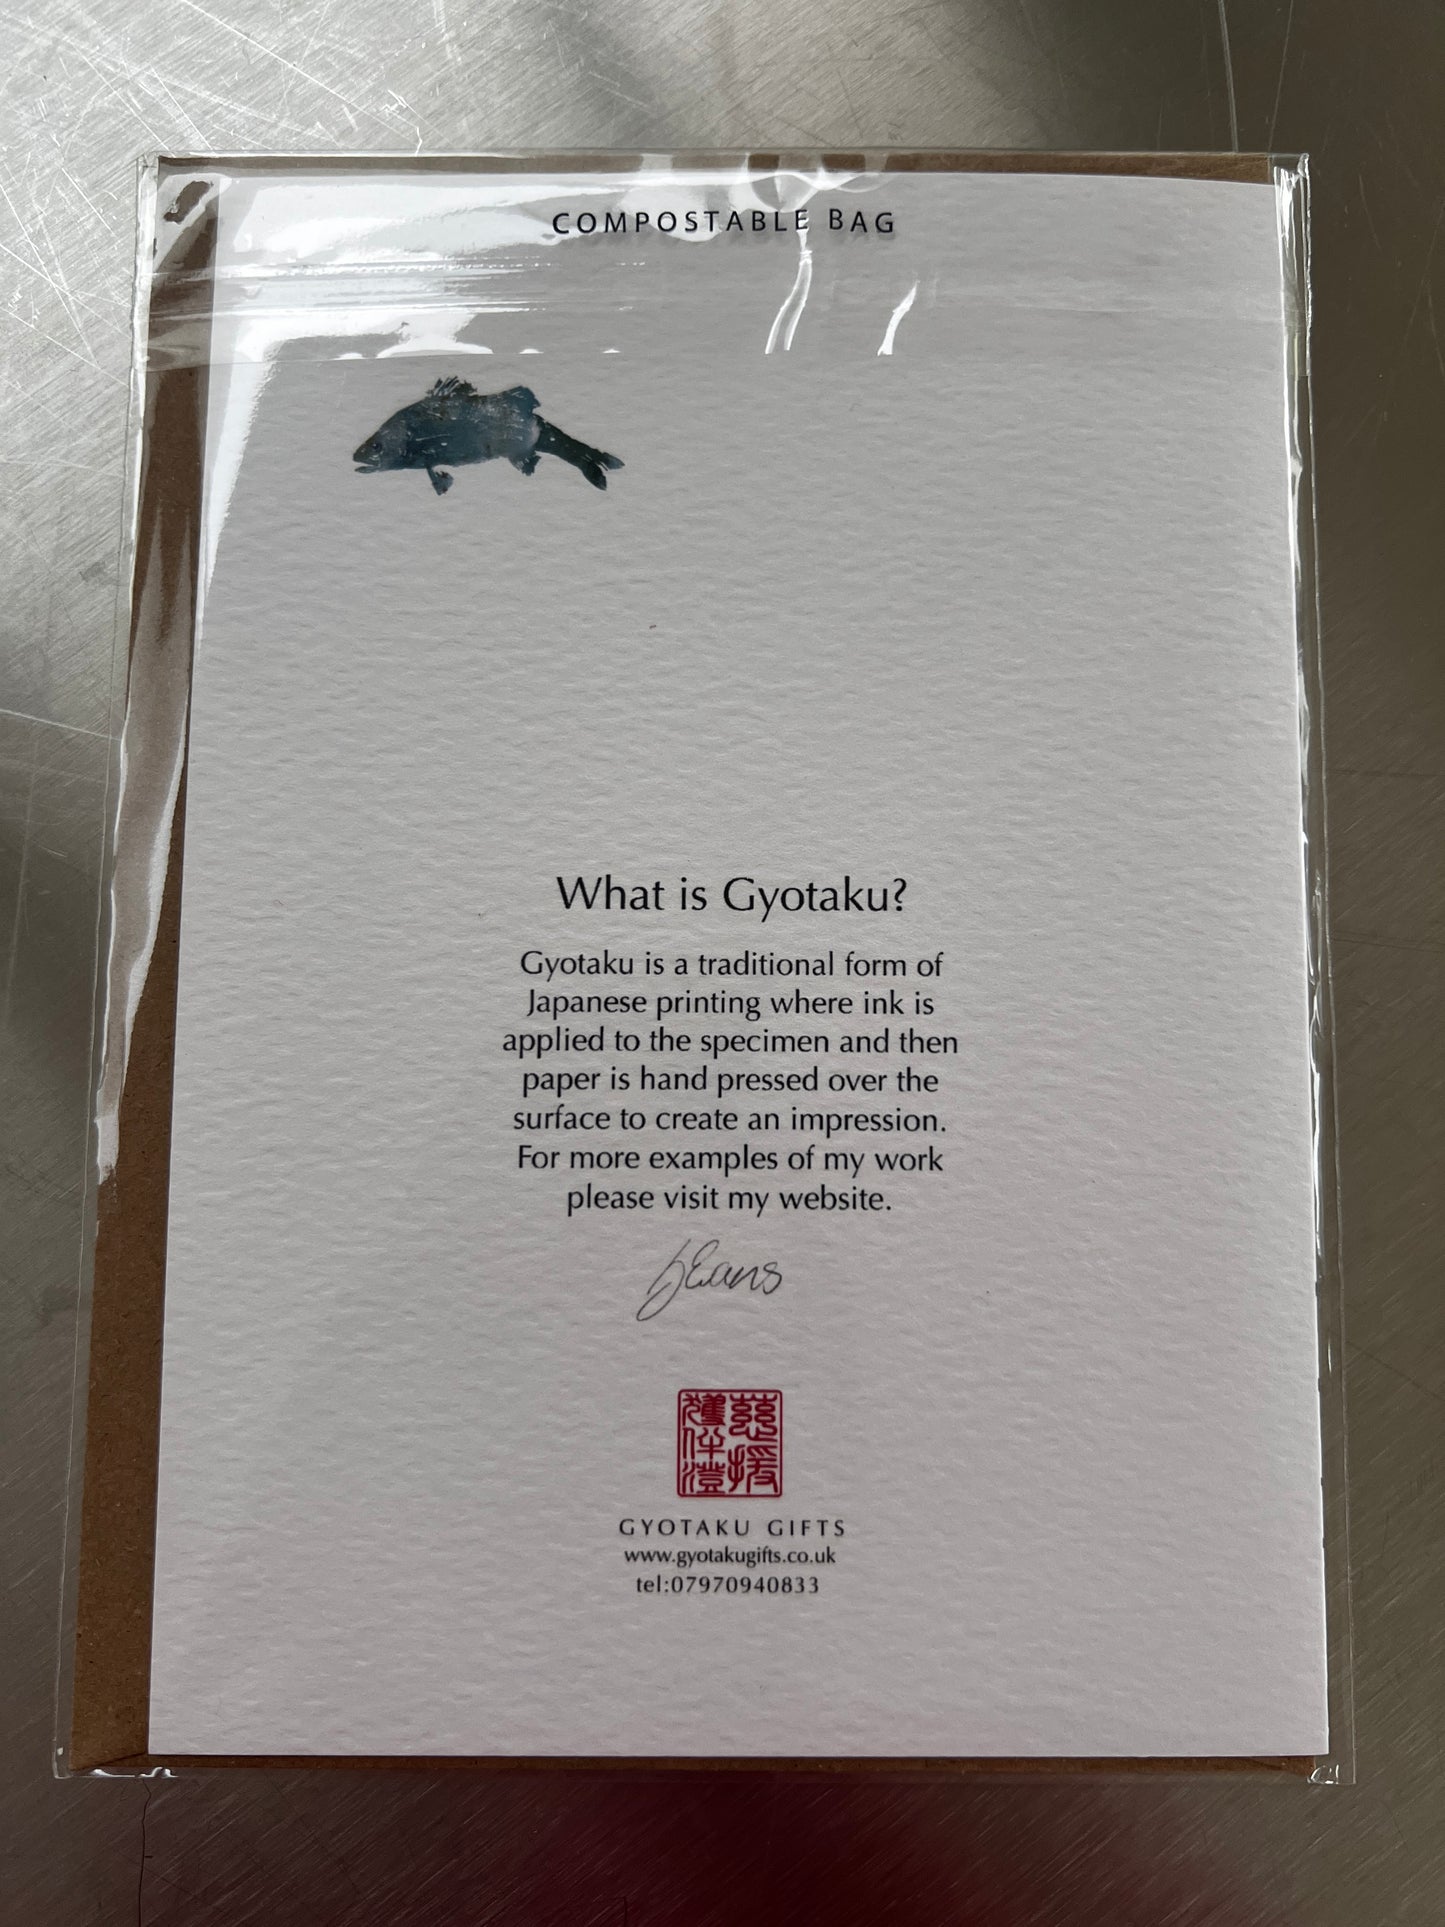 COMPOSTABLE BAG
What is Gyotaku?
Gyotaku is a traditional form of
Japanese printing where ink is
applied to the specimen and then
paper is hand pressed over the
surface to create an impression.
For more examples of my work
please visit my website.
GYOTAKU GIFTS
www.gyotakugifts.co.uk
tel:07970940833